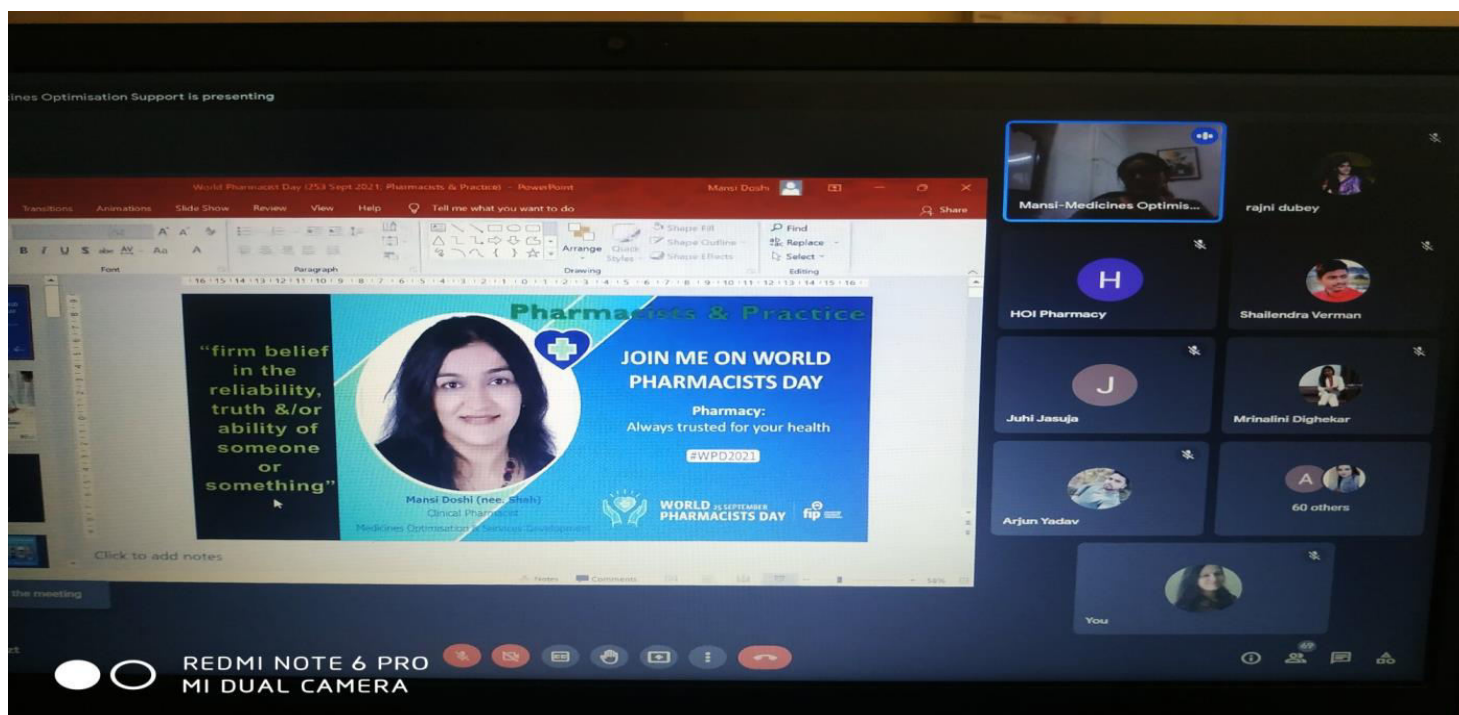 ines Optimisation Support is presenting
World Pharmacist Day (253 Sept 2021; Pharmacists & Practice) - PowerPoint
Mansi Doshi
Transitions Animations Slide Show Review View Help Tell me what you want to do
Share
B I U S abc AV Aa A
Font
Paragraph
Arrange
Quick Styles
Shape Fill
Shape Outline
Shape Effects
Drawing
Find
Replace
Select
Editing
Pharmacists & Practice
"firm belief
in the
reliability,
truth &/or
ability of
someone
or
something"
JOIN ME ON WORLD
PHARMACISTS DAY
Pharmacy:
Always trusted for your health
#WPD2021
Mansi Doshi (nee. Shah)
Clinical Pharmacist
Medicines Optimisation & Services Development
WORLD 25 SEPTEMBER
PHARMACISTS DAY
fip
Click to add notes
Notes Comments
58%
Mansi-Medicines Optimis...
rajni dubey
H
HOI Pharmacy
Shailendra Verman
J
Juhi Jasuja
Mrinalini Dighekar
Arjun Yadav
A
60 others
You
the meeting
69
REDMI NOTE 6 PRO
MI DUAL CAMERA